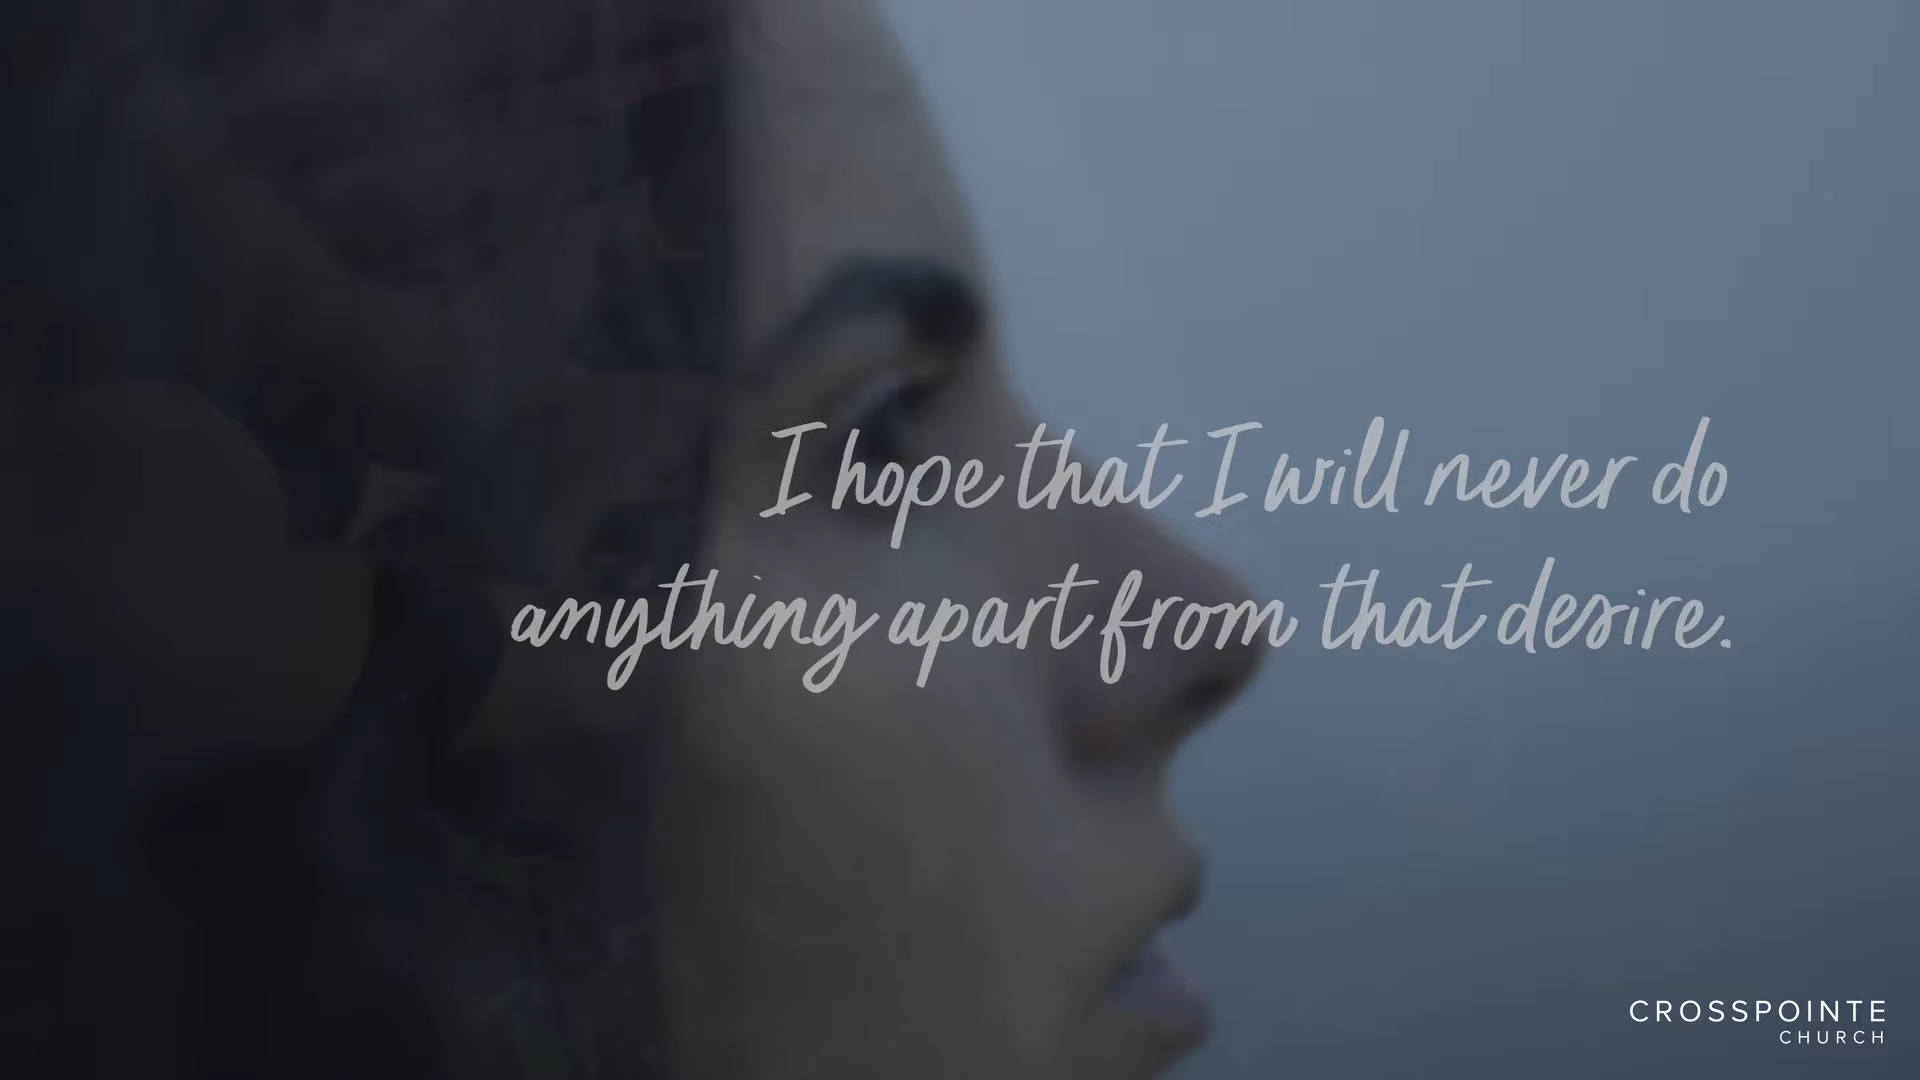 I hope that I will never do
anything apart from that desire.
CROSSPOINTE
CHURCH